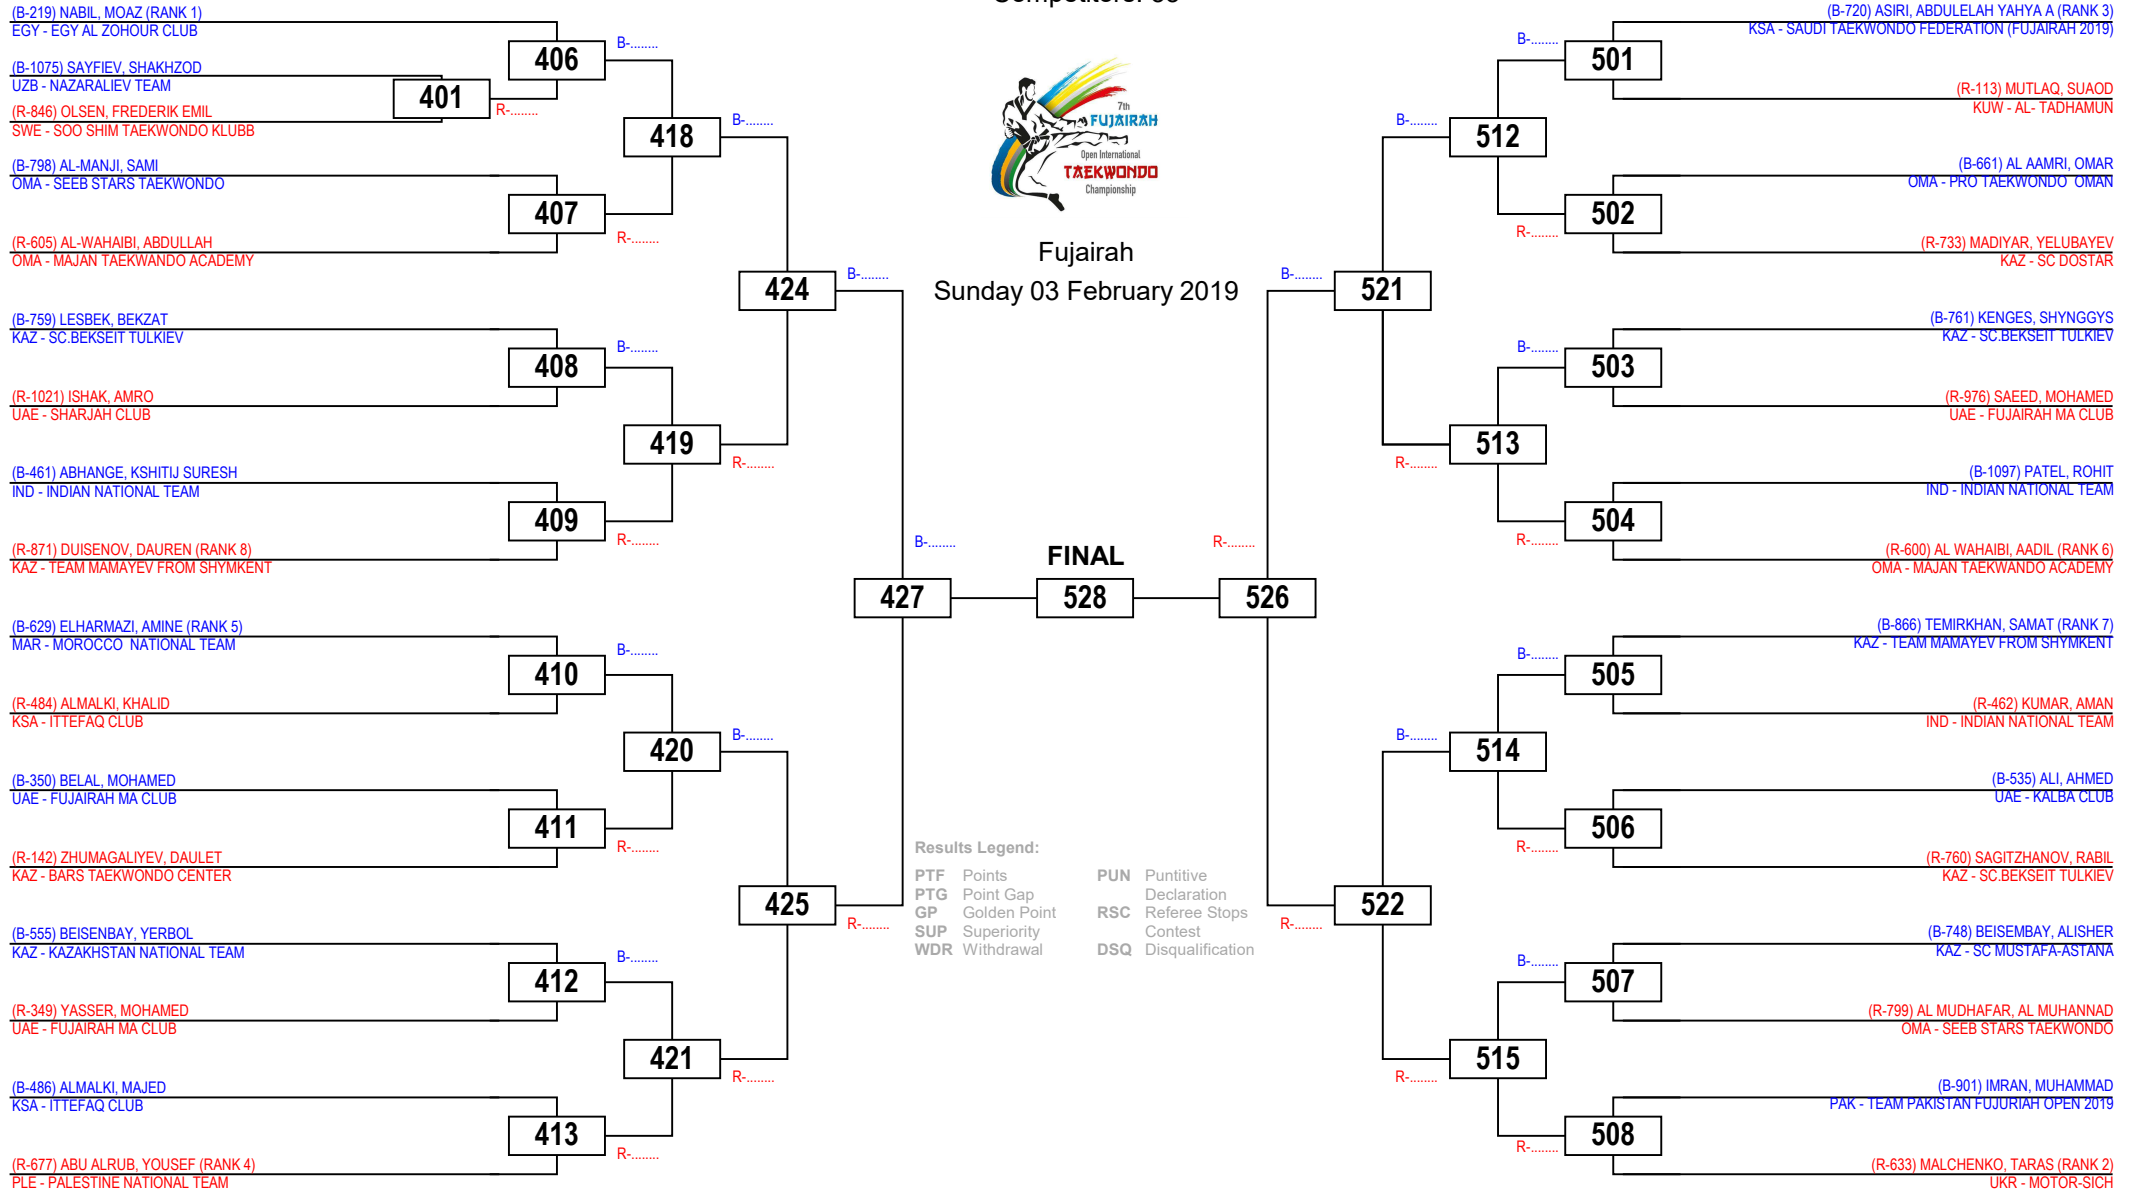 (B-219) NABIL, MOAZ (RANK 1)
EGY - EGY AL ZOHOUR CLUB
(B-1075) SAYFIEV, SHAKHZOD
UZB - NAZARALIEV TEAM
(R-846) OLSEN, FREDERIK EMIL
SWE - SOO SHIM TAEKWONDO KLUBB
(B-798) AL-MANJI, SAMI
OMA - SEEB STARS TAEKWONDO
(R-605) AL-WAHAIBI, ABDULLAH
OMA - MAJAN TAEKWANDO ACADEMY
(B-759) LESBEK, BEKZAT
KAZ - SC.BEKSEIT TULKIEV
(R-1021) ISHAK, AMRO
UAE - SHARJAH CLUB
(B-461) ABHANGE, KSHITIJ SURESH
IND - INDIAN NATIONAL TEAM
(R-871) DUISENOV, DAUREN (RANK 8)
KAZ - TEAM MAMAYEV FROM SHYMKENT
(B-629) ELHARMAZI, AMINE (RANK 5)
MAR - MOROCCO NATIONAL TEAM
(R-484) ALMALKI, KHALID
KSA - ITTEFAQ CLUB
(B-350) BELAL, MOHAMED
UAE - FUJAIRAH MA CLUB
(R-142) ZHUMAGALIYEV, DAULET
KAZ - BARS TAEKWONDO CENTER
(B-555) BEISENBAY, YERBOL
KAZ - KAZAKHSTAN NATIONAL TEAM
(R-349) YASSER, MOHAMED
UAE - FUJAIRAH MA CLUB
(B-486) ALMALKI, MAJED
KSA - ITTEFAQ CLUB
(R-677) ABU ALRUB, YOUSEF (RANK 4)
PLE - PALESTINE NATIONAL TEAM
401
R-........
406
B-........
407
R-........
408
B-........
409
R-........
410
B-........
411
R-........
412
B-........
413
R-........
418
B-........
419
R-........
420
B-........
421
R-........
424
B-........
425
R-........
427
B-........
7th
FUJAIRAH
Open International
TAEKWONDO
Championship
Fujairah
Sunday 03 February 2019
FINAL
528
Results Legend:
PTF Points
PTG Point Gap
GP Golden Point
SUP Superiority
WDR Withdrawal
PUN Puntitive
Declaration
RSC Referee Stops
Contest
DSQ Disqualification
R-........
526
B-........
521
R-........
522
B-........
512
R-........
513
B-........
514
R-........
515
B-........
501
R-........
502
B-........
503
R-........
504
B-........
505
R-........
506
B-........
507
R-........
508
(B-720) ASIRI, ABDULELAH YAHYA A (RANK 3)
KSA - SAUDI TAEKWONDO FEDERATION (FUJAIRAH 2019)
(R-113) MUTLAQ, SUAOD
KUW - AL- TADHAMUN
(B-661) AL AAMRI, OMAR
OMA - PRO TAEKWONDO OMAN
(R-733) MADIYAR, YELUBAYEV
KAZ - SC DOSTAR
(B-761) KENGES, SHYNGGYS
KAZ - SC.BEKSEIT TULKIEV
(R-976) SAEED, MOHAMED
UAE - FUJAIRAH MA CLUB
(B-1097) PATEL, ROHIT
IND - INDIAN NATIONAL TEAM
(R-600) AL WAHAIBI, AADIL (RANK 6)
OMA - MAJAN TAEKWANDO ACADEMY
(B-866) TEMIRKHAN, SAMAT (RANK 7)
KAZ - TEAM MAMAYEV FROM SHYMKENT
(R-462) KUMAR, AMAN
IND - INDIAN NATIONAL TEAM
(B-535) ALI, AHMED
UAE - KALBA CLUB
(R-760) SAGITZHANOV, RABIL
KAZ - SC.BEKSEIT TULKIEV
(B-748) BEISEMBAY, ALISHER
KAZ - SC MUSTAFA-ASTANA
(R-799) AL MUDHAFAR, AL MUHANNAD
OMA - SEEB STARS TAEKWONDO
(B-901) IMRAN, MUHAMMAD
PAK - TEAM PAKISTAN FUJURIAH OPEN 2019
(R-633) MALCHENKO, TARAS (RANK 2)
UKR - MOTOR-SICH